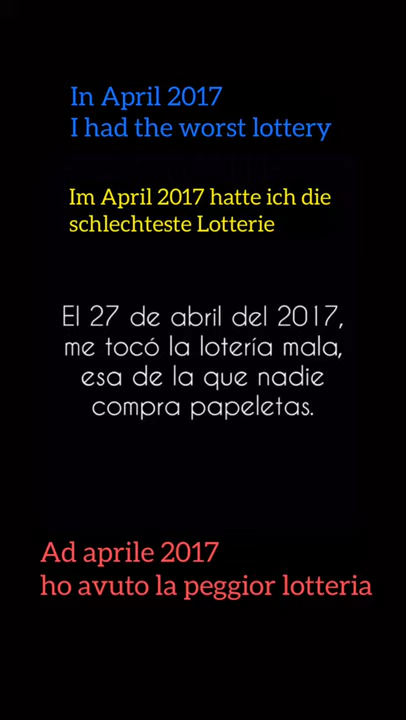 In April 2017
I had the worst lottery
Im April 2017 hatte ich die
schlechteste Lotterie
El 27 de abril del 2017,
me tocó la lotería mala,
esa de la que nadie
compra papeletas.
Ad aprile 2017
ho avuto la peggior lotteria